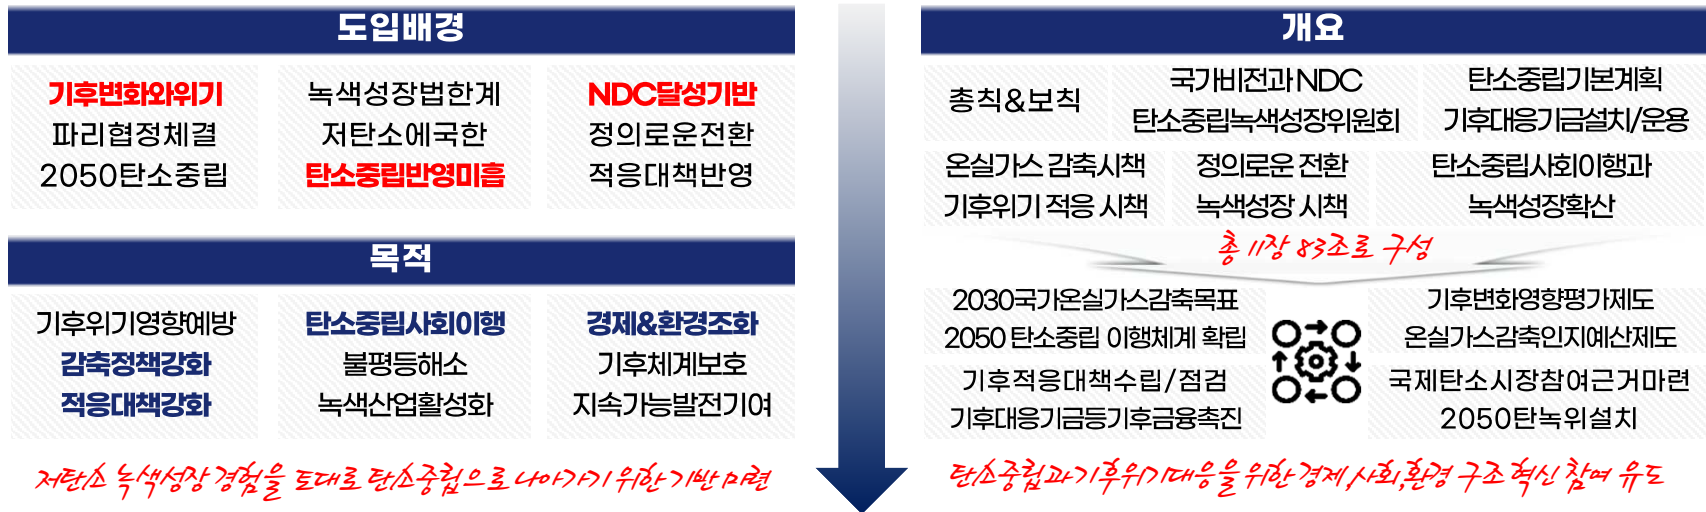 도입배경
기후변화와위기
파리협정체결
2050탄소중립
녹색성장법한계
저탄소에국한
탄소중립반영미흡
NDC달성기반
정의로운전환
적응대책반영
목적
기후위기영향예방
감축정책강화
적응대책강화
탄소중립사회이행
불평등해소
녹색산업활성화
경제&환경조화
기후체계보호
지속가능발전기여
저탄소 녹색성장 경험을 토대로 탄소중립으로 나아가기 위한 기반 마련
개요
총칙&보칙
국가비전과 NDC
탄소중립녹색성장위원회
탄소중립기본계획
기후대응기금설치/운용
온실가스 감축시책
기후위기 적응 시책
정의로운 전환
녹색성장 시책
탄소중립사회이행과
녹색성장확산
총 11장 83조로 구성
2030국가온실가스감축목표
2050 탄소중립 이행체계 확립
기후적응대책수립/점검
기후대응기금등기후금융촉진
기후변화영향평가제도
온실가스감축인지예산제도
국제탄소시장참여근거마련
2050탄녹위설치
탄소중립과 기후위기대응을 위한 경제,사회,환경 구조 혁신 참여 유도